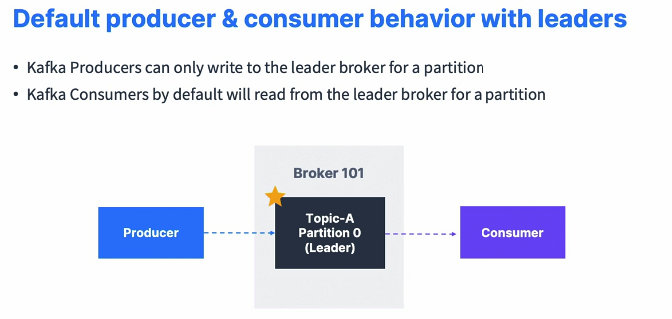 Default producer & consumer behavior with leaders
• Kafka Producers can only write to the leader broker for a partition
• Kafka Consumers by default will read from the leader broker for a partition
Broker 101
Producer
Topic-A
Partition 0
(Leader)
Consumer